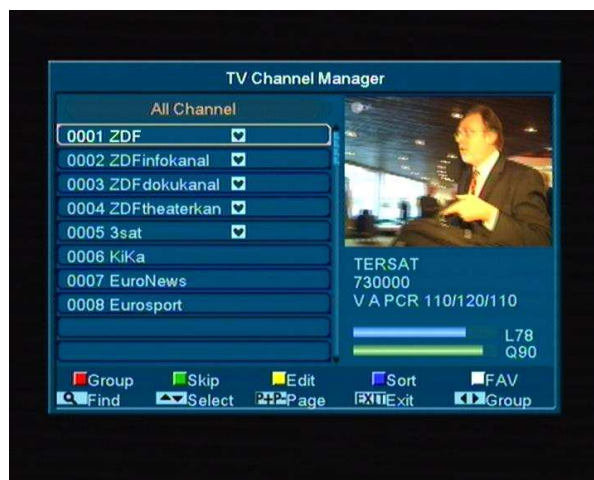 TV Channel Manager
All Channel
0001 ZDF
0002 ZDFinfokanal
0003 ZDFdokukanal
0004 ZDFtheaterkan
0005 3sat
0006 KiKa
0007 EuroNews
0008 Eurosport
TERSAT
730000
V A PCR 110/120/110
L78
Q90
Group Skip Edit Sort FAV
Find Select P+P- Page EXIT Exit Group